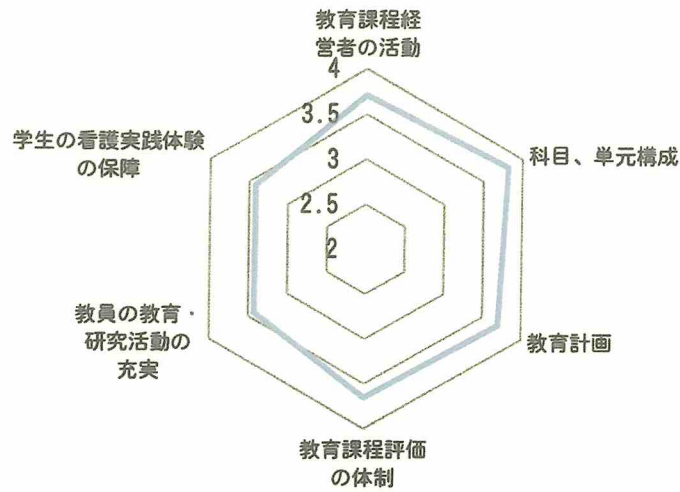 教育課程経
営者の活動
4
3.5
3
2.5
2
科目、単元構成
教育計画
教育課程評価
の体制
教員の教育・
研究活動の
充実
学生の看護実践体験
の保障